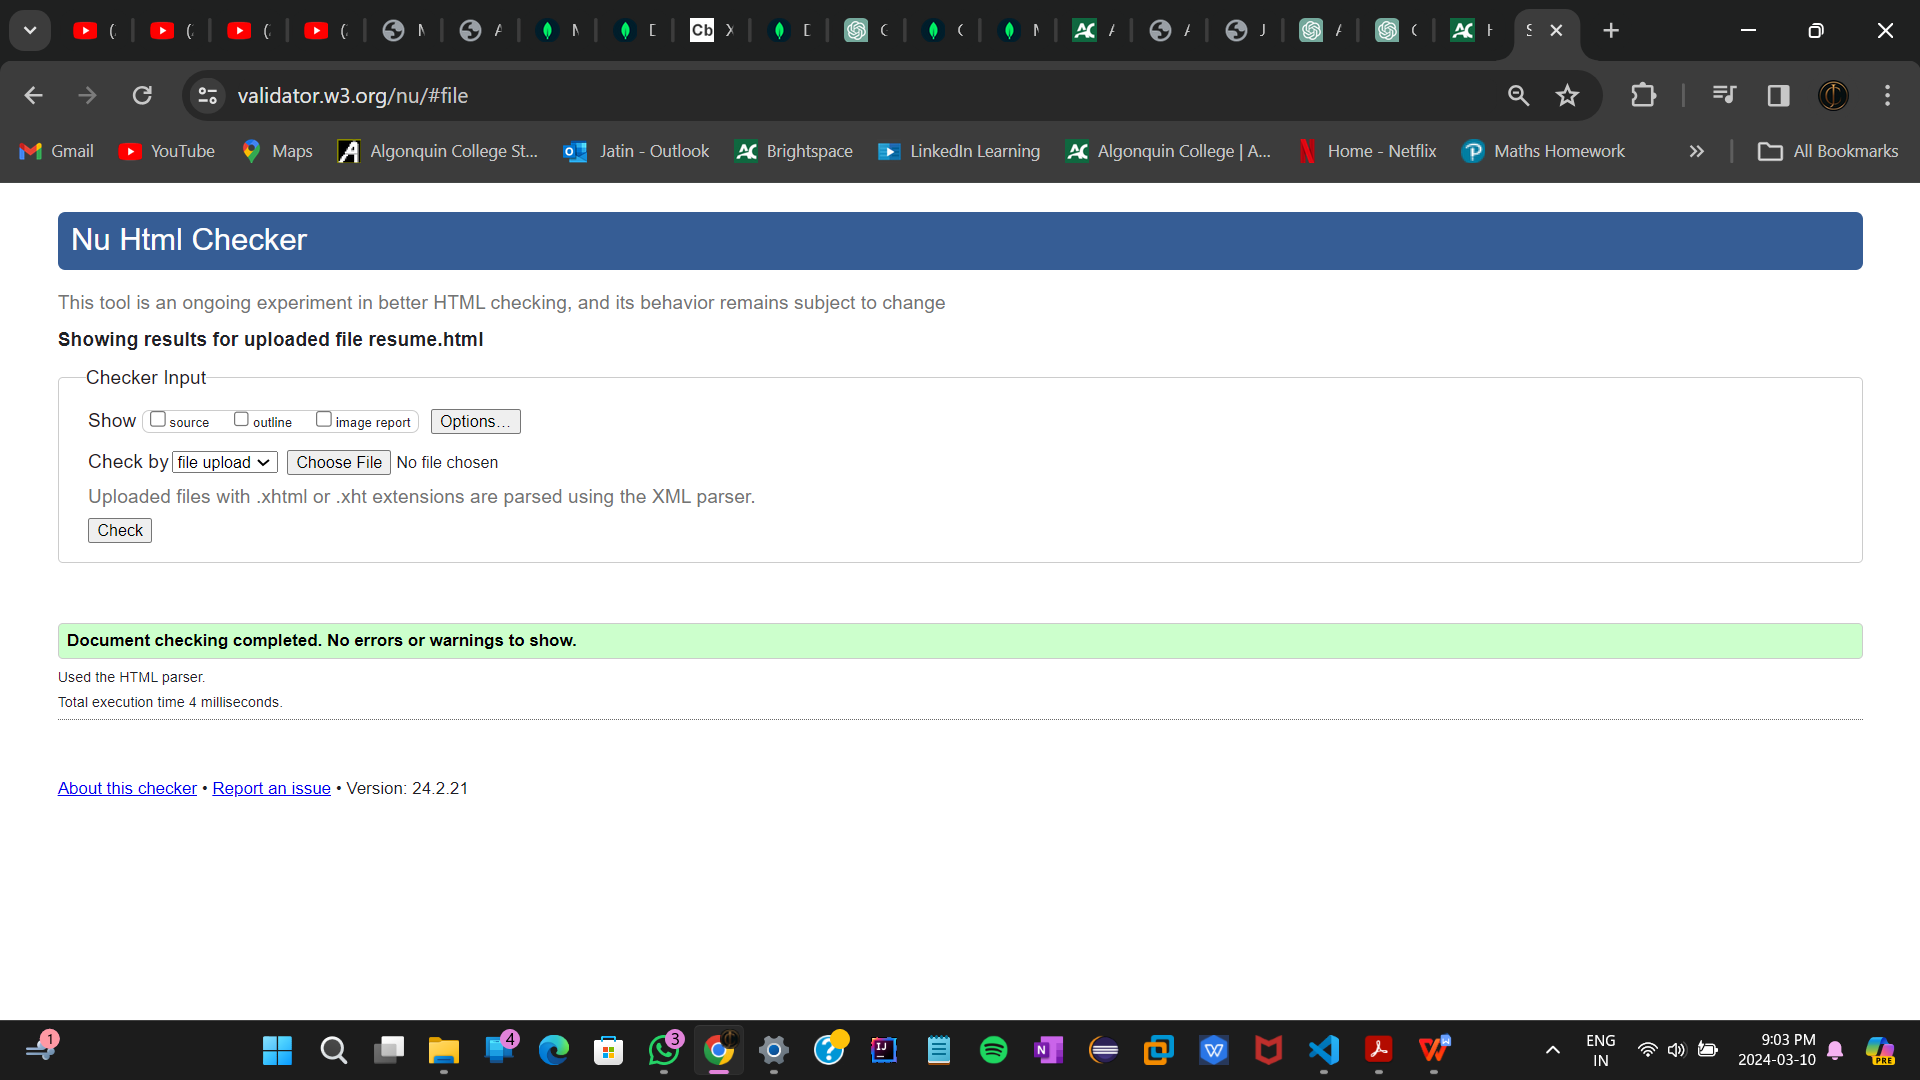 validator.w3.org/nu/#file
Gmail YouTube Maps Algonquin College St... Jatin - Outlook Brightspace LinkedIn Learning Algonquin College | A... Home - Netflix Maths Homework » All Bookmarks
Nu Html Checker
This tool is an ongoing experiment in better HTML checking, and its behavior remains subject to change
Showing results for uploaded file resume.html
Checker Input
Show source outline image report Options...
Check by file upload Choose File No file chosen
Uploaded files with .xhtml or .xht extensions are parsed using the XML parser.
Check
Document checking completed. No errors or warnings to show.
Used the HTML parser.
Total execution time 4 milliseconds.
About this checker • Report an issue • Version: 24.2.21
1 4 3 ENG 9:03 PM
IN 2024-03-10 PRE